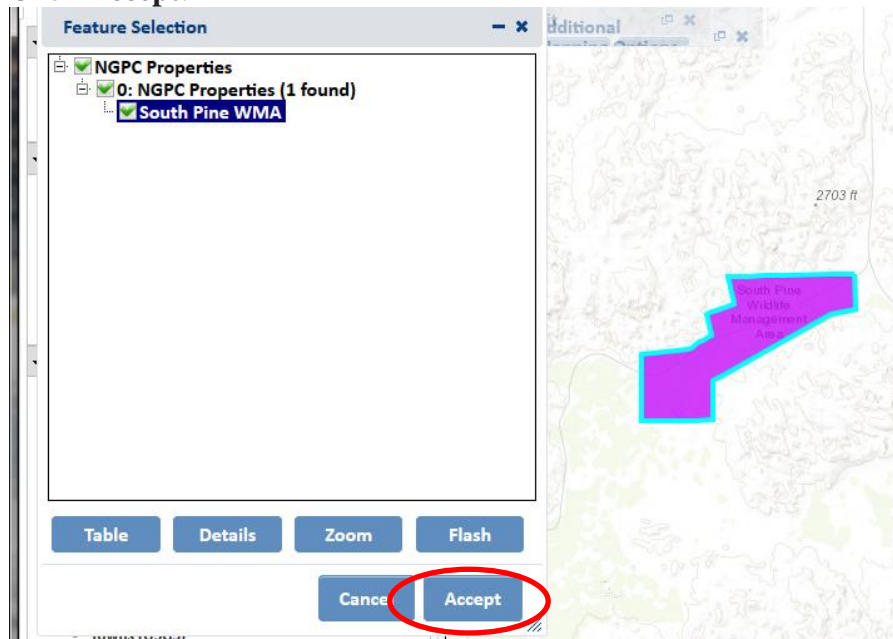 Feature Selection
NGPC Properties
0: NGPC Properties (1 found)
South Pine WMA
Table Details Zoom Flash
Cancel Accept
dditional
2703 ft
South Pine
Wildlife
Management
Area